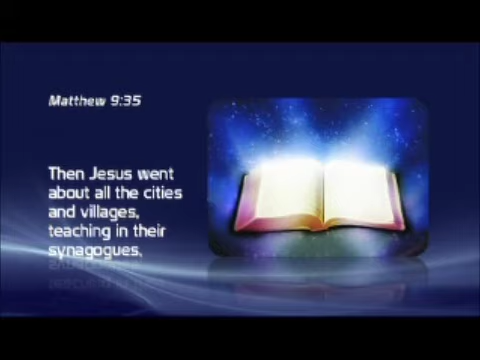 Matthew 9:35
Then Jesus went
about all the cities
and villages,
teaching in their
synagogues,